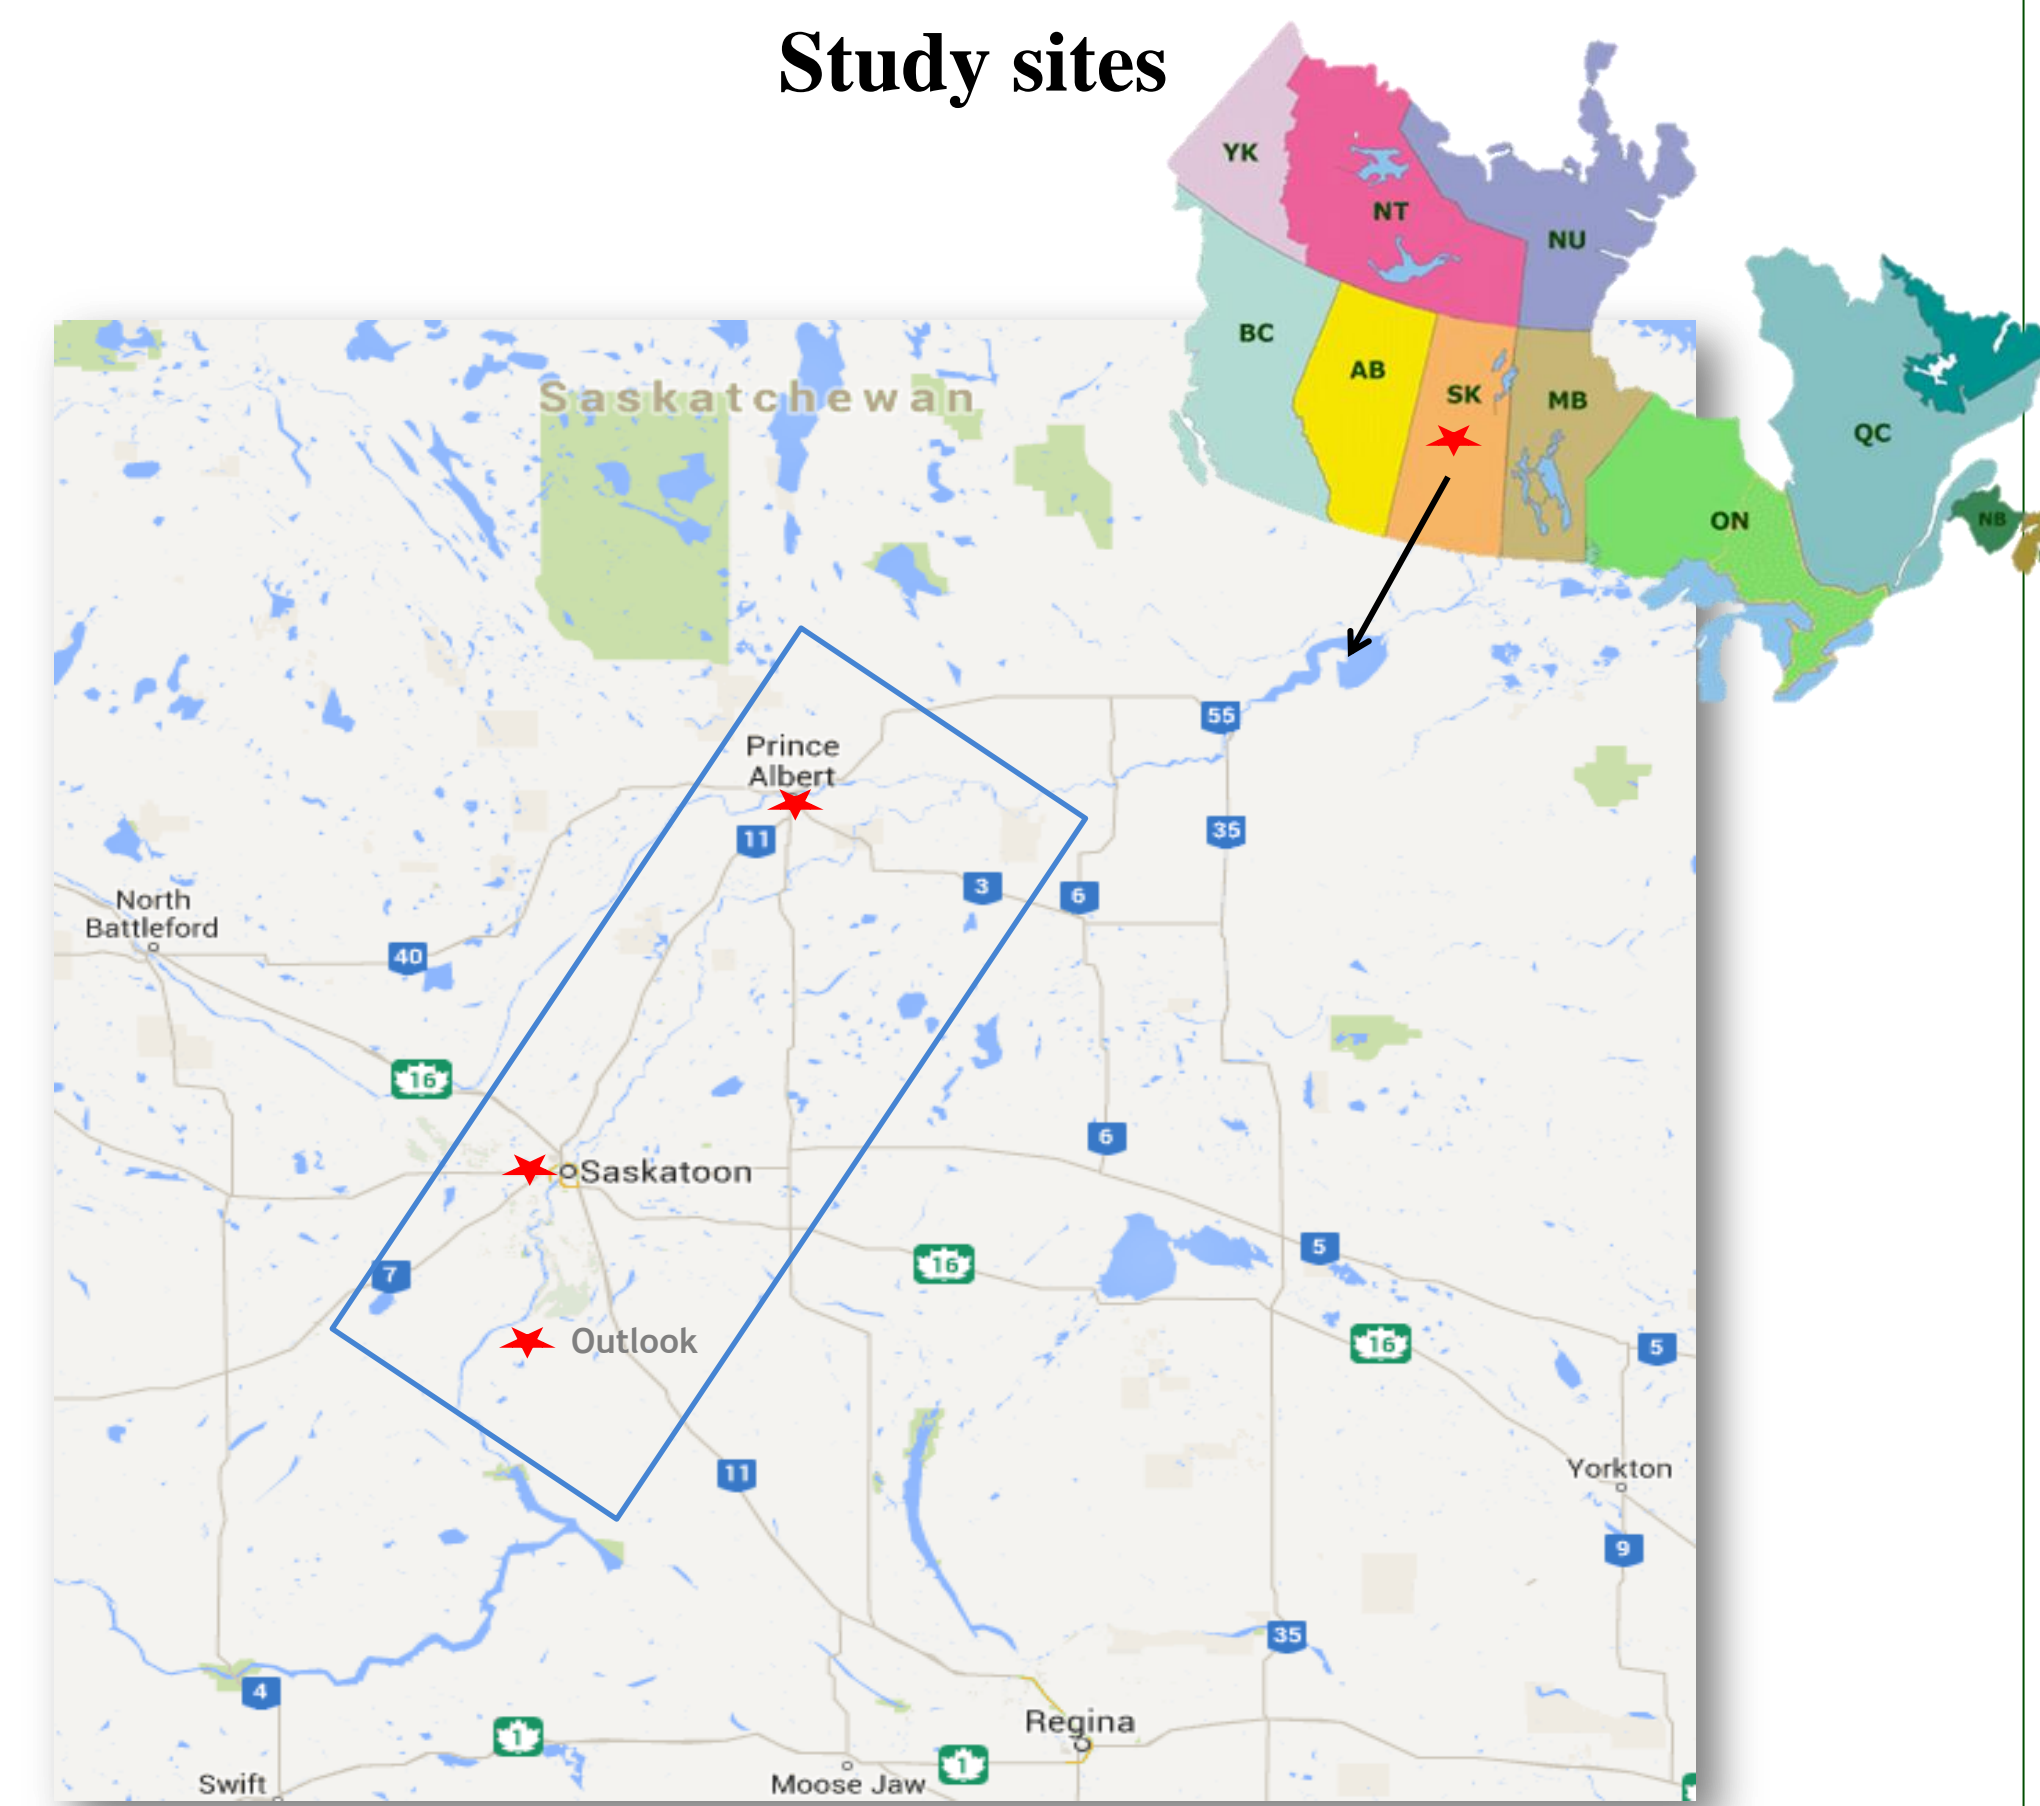 Study sites
YK
NT
NU
BC
AB
SK
MB
QC
ON
NB
Saskatchewan
55
Prince
Albert
11
35
3
6
North
Battleford
40
16
6
Saskatoon
5
16
7
Outlook
16
5
Yorkton
11
9
35
4
Regina
1
1
Swift
Moose Jaw